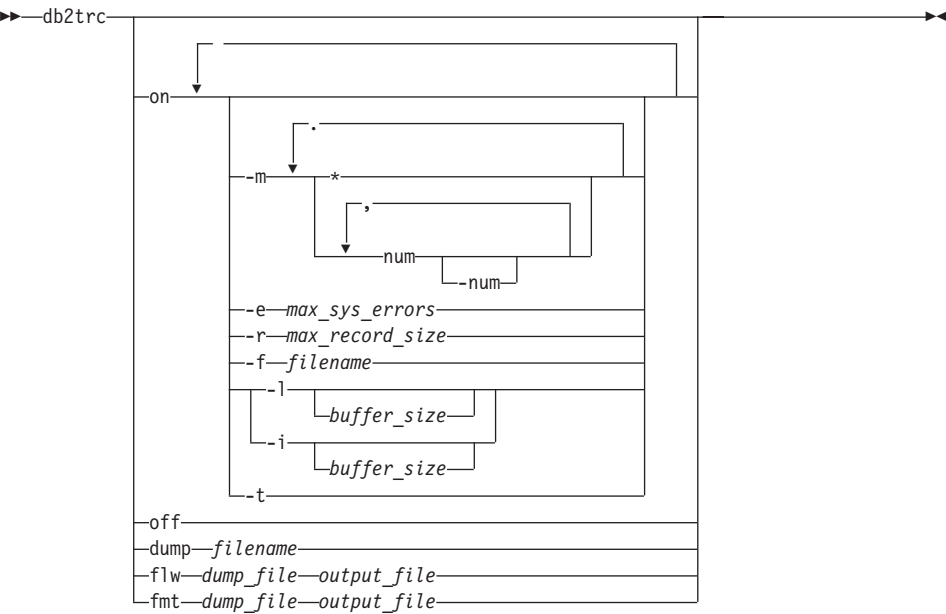 db2trc
on
.
-m *
,
num
-num
-e max_sys_errors
-r max_record_size
-f filename
-l
buffer_size
-i
buffer_size
-t
off
dump filename
flw dump_file output_file
fmt dump_file output_file